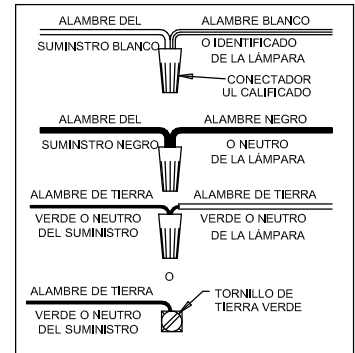 ALAMBRE DEL ALAMBRE BLANCO
SUMINSTRO BLANCO O IDENTIFICADO
DE LA LÁMPARA
CONECTADOR
UL CALIFICADO
ALAMBRE DEL ALAMBRE NEGRO
SUMINSTRO NEGRO O NEUTRO
DE LA LÁMPARA
ALAMBRE DE TIERRA ALAMBRE DE TIERRA
VERDE O NEUTRO VERDE O NEUTRO
DEL SUMINISTRO DE LA LÁMPARA
O
ALAMBRE DE TIERRA TORNILLO DE
VERDE O NEUTRO TIERRA VERDE
DEL SUMINISTRO